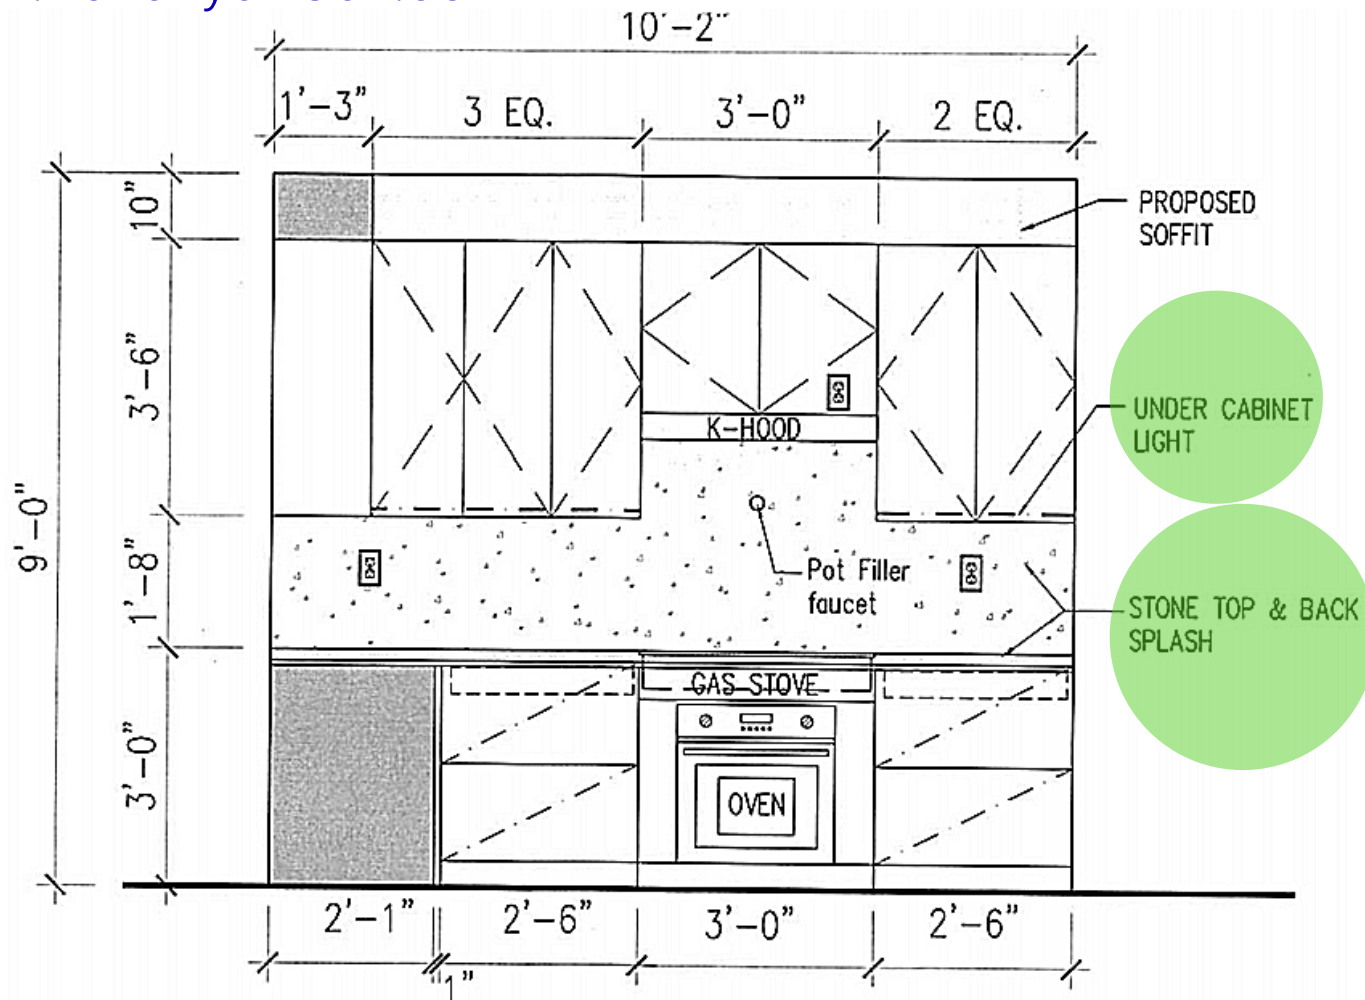 10'-2"
1'-3" 3 EQ. 3'-0" 2 EQ.
10"
PROPOSED
SOFFIT
3'-6"
UNDER CABINET
LIGHT
K-HOOD
9'-0"
1'-8"
Pot Filler
faucet
STONE TOP & BACK
SPLASH
GAS STOVE
3'-0"
OVEN
2'-1" 2'-6" 3'-0" 2'-6"
1"